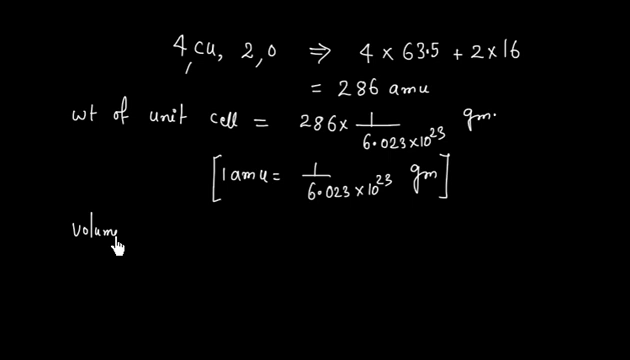 4 Cu, 2, O ⇒ 4 × 63.5 + 2 × 16
= 286 amu
wt of unit cell = 286 × 1/6.023×10^23 gm.
[1 amu = 1/6.023×10^23 gm]
volum